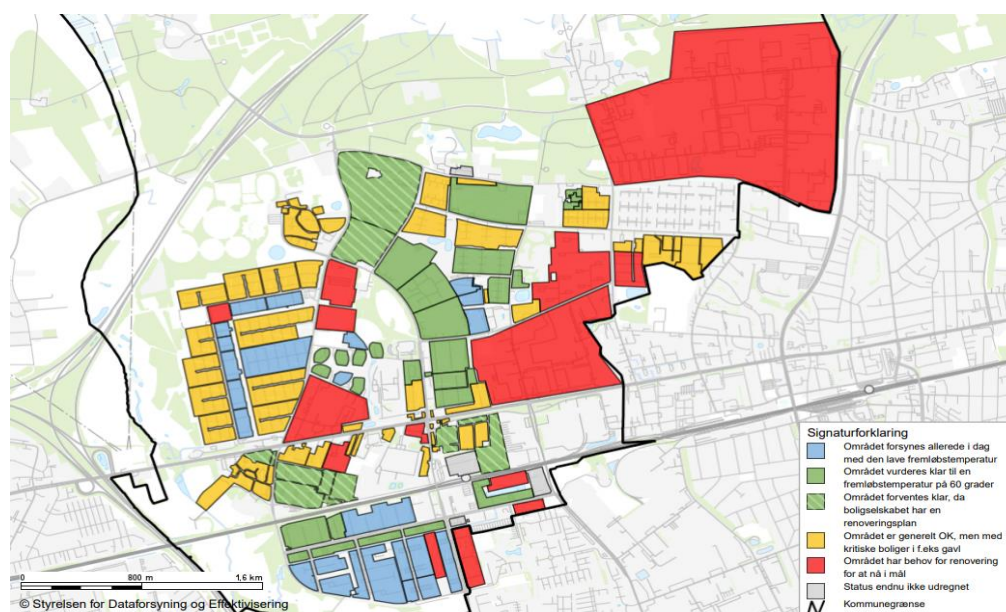 Signaturforklaring
Området forsynes allerede i dag
med den lave fremløbstemperatur
Området vurderes klar til en
fremløbstemperatur på 60 grader
Området forventes klar, da
boligselskabet har en
renoveringsplan
Området er generelt OK, men med
kritiske boliger i f.eks gavl
Området har behov for renovering
for at nå i mål
Status endnu ikke udregnet
Kommunegrænse
0 800 m 1,6 km
© Styrelsen for Dataforsyning og Effektivisering